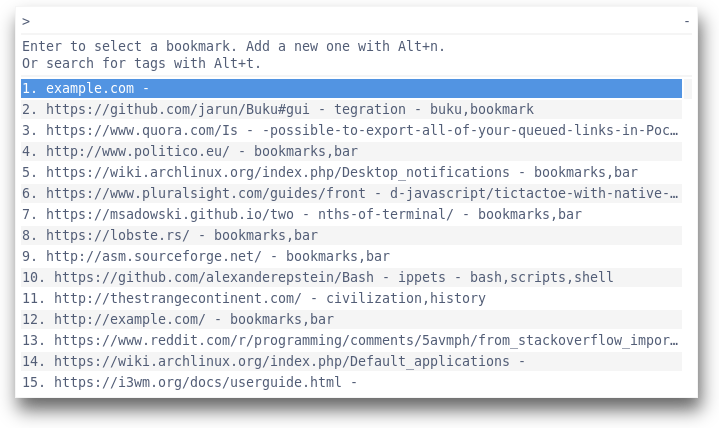 > -
Enter to select a bookmark. Add a new one with Alt+n.
Or search for tags with Alt+t.
1. example.com -
2. https://github.com/jarun/Buku#gui - tegration - buku,bookmark
3. https://www.quora.com/Is - -possible-to-export-all-of-your-queued-links-in-Poc…
4. http://www.politico.eu/ - bookmarks,bar
5. https://wiki.archlinux.org/index.php/Desktop_notifications - bookmarks,bar
6. https://www.pluralsight.com/guides/front - d-javascript/tictactoe-with-native-…
7. https://msadowski.github.io/two - nths-of-terminal/ - bookmarks,bar
8. https://lobste.rs/ - bookmarks,bar
9. http://asm.sourceforge.net/ - bookmarks,bar
10. https://github.com/alexanderepstein/Bash - ippets - bash,scripts,shell
11. http://thestrangecontinent.com/ - civilization,history
12. http://example.com/ - bookmarks,bar
13. https://www.reddit.com/r/programming/comments/5avmph/from_stackoverflow_impor…
14. https://wiki.archlinux.org/index.php/Default_applications -
15. https://i3wm.org/docs/userguide.html -